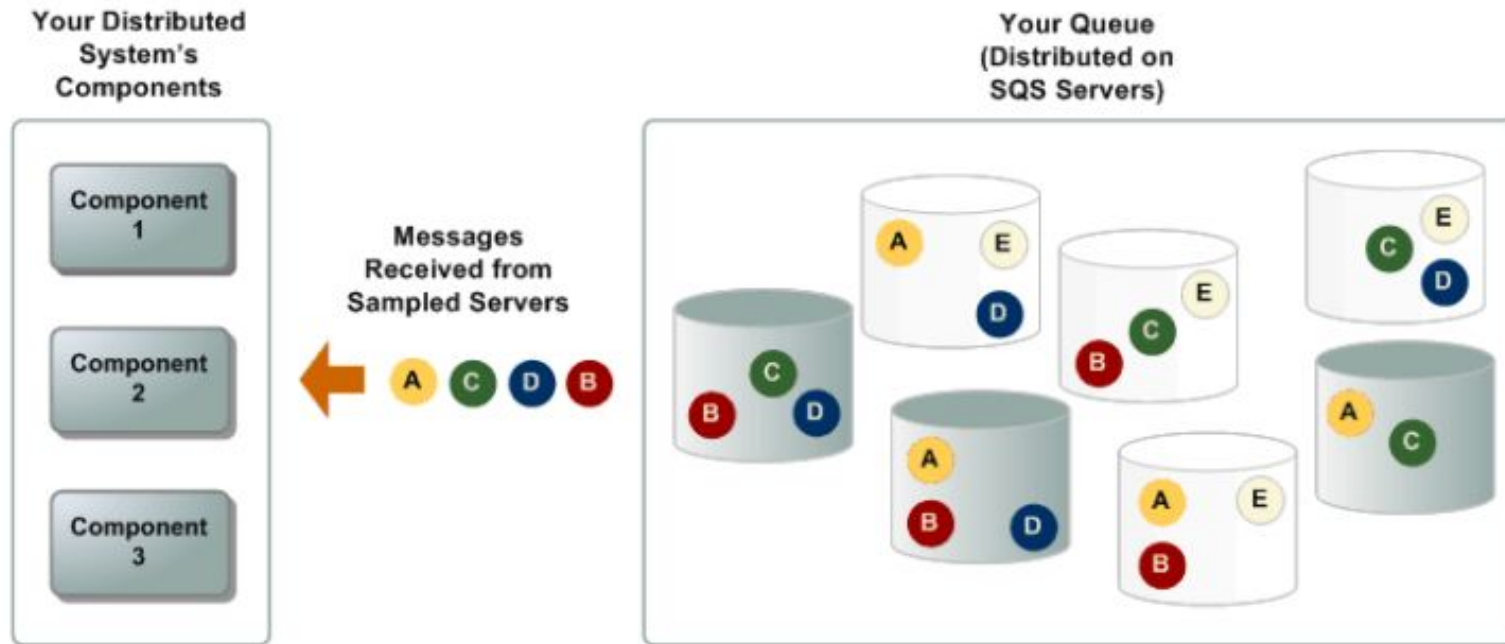 Your Distributed
System's
Components
Component
1
Component
2
Component
3
Messages
Received from
Sampled Servers
A C D B
Your Queue
(Distributed on
SQS Servers)
B C D
A E D
A B D
B C E
A E B
C E D
A C